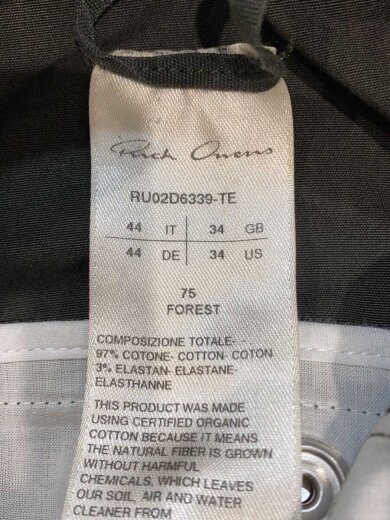 Rick Owens
RU02D6339-TE
44 IT 34 GB
44 DE 34 US
75
FOREST
COMPOSIZIONE TOTALE- -
97% COTONE- COTTON- COTON
3% ELASTAN- ELASTANE-
ELASTHANNE
THIS PRODUCT WAS MADE
USING CERTIFIED ORGANIC
COTTON BECAUSE IT MEANS
THE NATURAL FIBER IS GROWN
WITHOUT HARMFUL
CHEMICALS, WHICH LEAVES
OUR SOIL, AIR AND WATER
CLEANER FROM